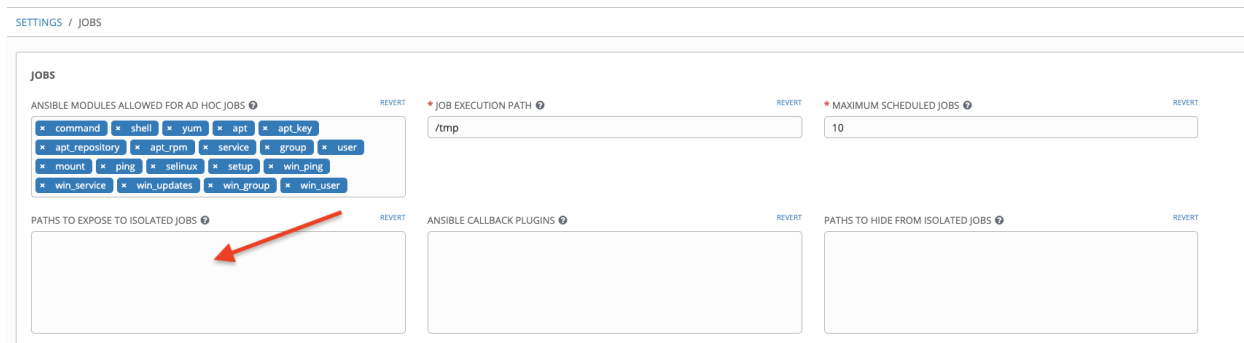 SETTINGS / JOBS
JOBS
ANSIBLE MODULES ALLOWED FOR AD HOC JOBS ? REVERT
× command × shell × yum × apt × apt_key
× apt_repository × apt_rpm × service × group × user
× mount × ping × selinux × setup × win_ping
× win_service × win_updates × win_group × win_user
* JOB EXECUTION PATH ? REVERT
/tmp
* MAXIMUM SCHEDULED JOBS ? REVERT
10
PATHS TO EXPOSE TO ISOLATED JOBS ? REVERT
ANSIBLE CALLBACK PLUGINS ? REVERT
PATHS TO HIDE FROM ISOLATED JOBS ? REVERT